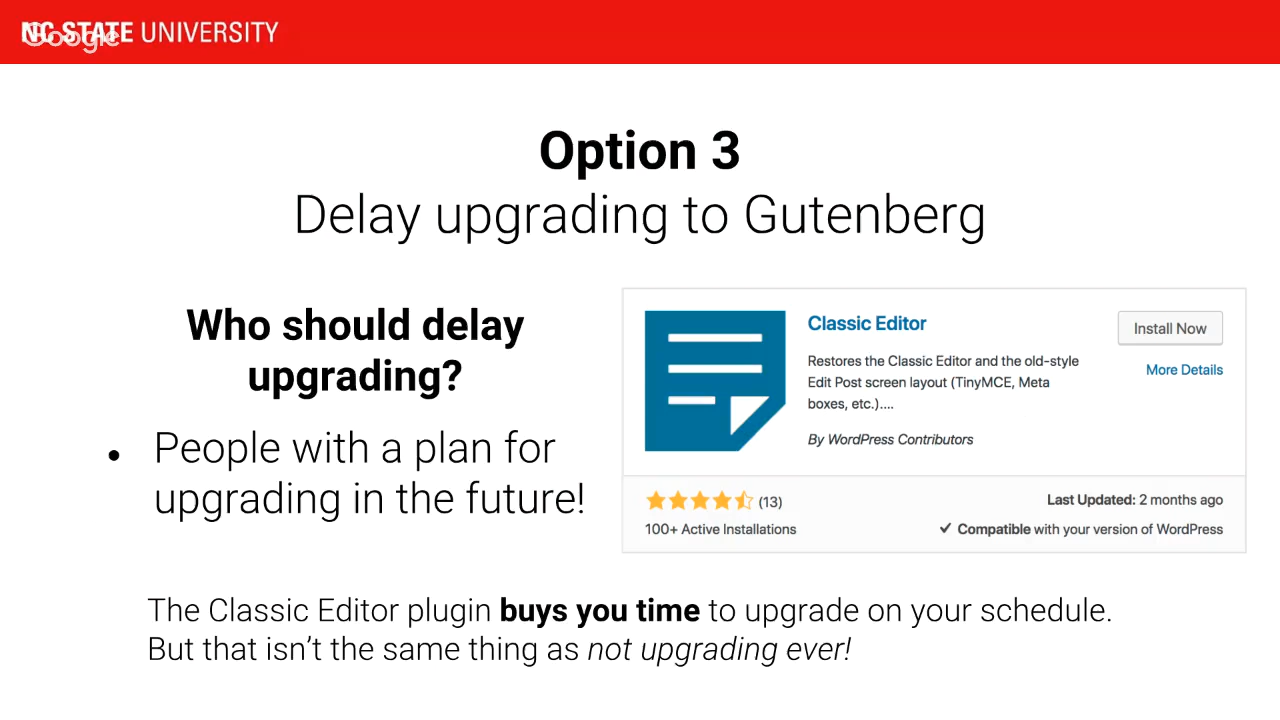 NC STATE UNIVERSITY
Google
Option 3
Delay upgrading to Gutenberg
Who should delay
upgrading?
• People with a plan for
upgrading in the future!
Classic Editor
Install Now
Restores the Classic Editor and the old-style
More Details
Edit Post screen layout (TinyMCE, Meta
boxes, etc.)....
By WordPress Contributors
(13)
Last Updated: 2 months ago
100+ Active Installations
Compatible with your version of WordPress
The Classic Editor plugin buys you time to upgrade on your schedule.
But that isn't the same thing as not upgrading ever!